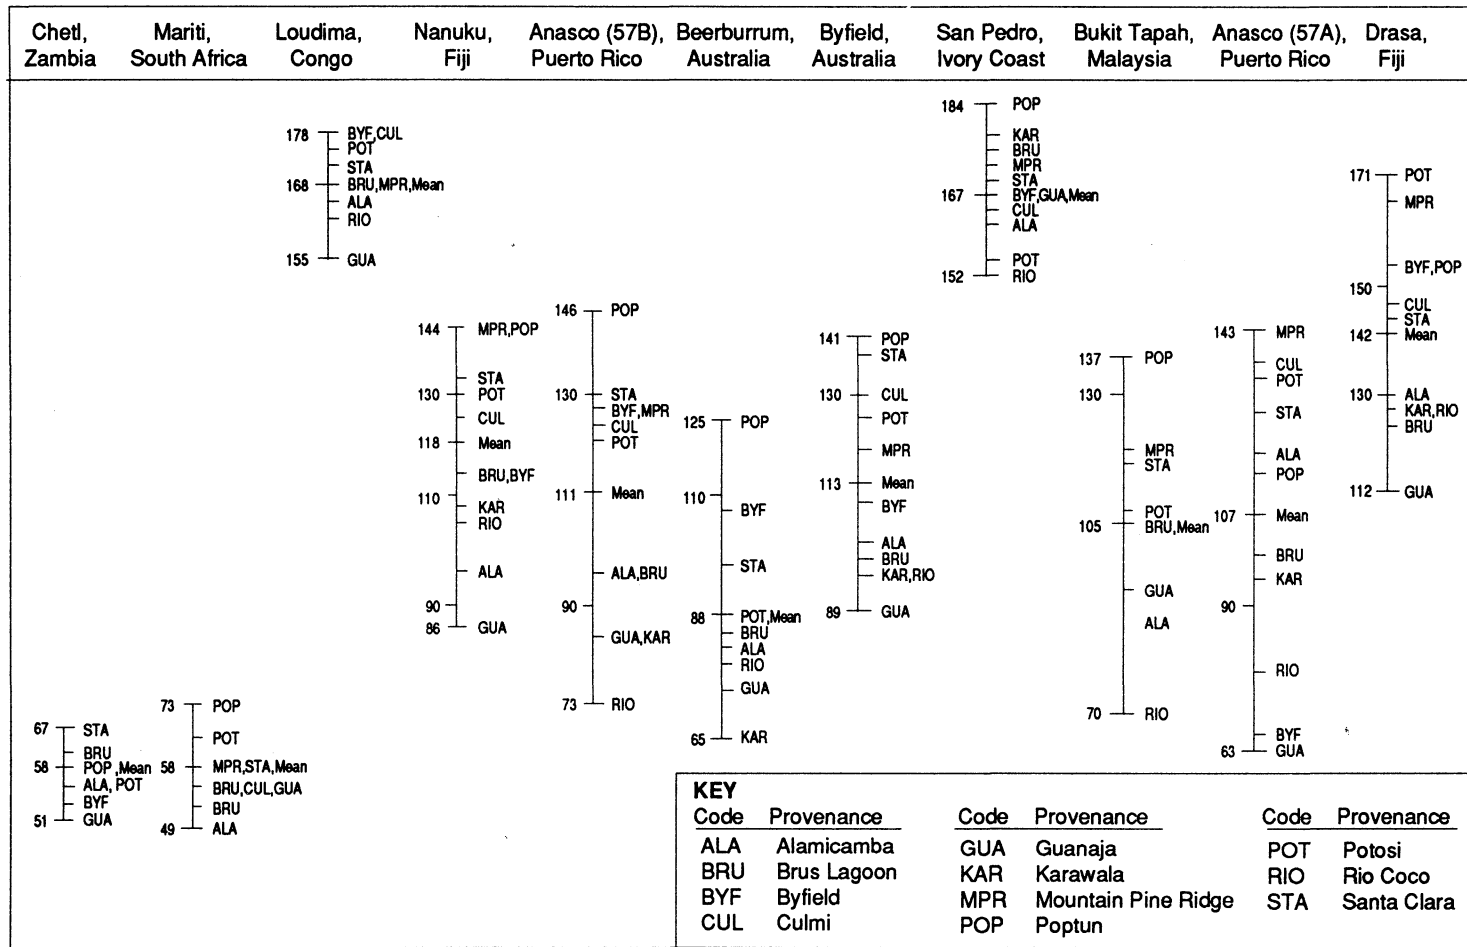 Chetl, Zambia
Mariti, South Africa
Loudima, Congo
Nanuku, Fiji
Anasco (57B), Puerto Rico
Beerburrum, Australia
Byfield, Australia
San Pedro, Ivory Coast
Bukit Tapah, Malaysia
Anasco (57A), Puerto Rico
Drasa, Fiji
67 STA
BRU
58 POP,Mean
ALA, POT
BYF
51 GUA
73 POP
POT
58 MPR,STA,Mean
BRU,CUL,GUA
BRU
49 ALA
178 BYF,CUL
POT
STA
168 BRU,MPR,Mean
ALA
RIO
155 GUA
144 MPR,POP
STA
130 POT
CUL
118 Mean
BRU,BYF
110
KAR
RIO
ALA
90
86 GUA
146 POP
130 STA
BYF,MPR
CUL
POT
111 Mean
ALA,BRU
90
GUA,KAR
73 RIO
125 POP
110
BYF
STA
88 POT,Mean
BRU
ALA
RIO
GUA
65 KAR
141 POP
STA
130 CUL
POT
MPR
113 Mean
BYF
ALA
BRU
KAR,RIO
89 GUA
184 POP
KAR
BRU
MPR
STA
167 BYF,GUA,Mean
CUL
ALA
POT
152 RIO
137 POP
130
MPR
STA
POT
105 BRU,Mean
GUA
ALA
70 RIO
143 MPR
CUL
POT
STA
ALA
POP
107 Mean
BRU
KAR
90
RIO
BYF
63 GUA
171 POT
MPR
BYF,POP
150
CUL
STA
142 Mean
130 ALA
KAR,RIO
BRU
112 GUA
KEY
Code Provenance Code Provenance Code Provenance
ALA Alamicamba GUA Guanaja POT Potosi
BRU Brus Lagoon KAR Karawala RIO Rio Coco
BYF Byfield MPR Mountain Pine Ridge STA Santa Clara
CUL Culmi POP Poptun